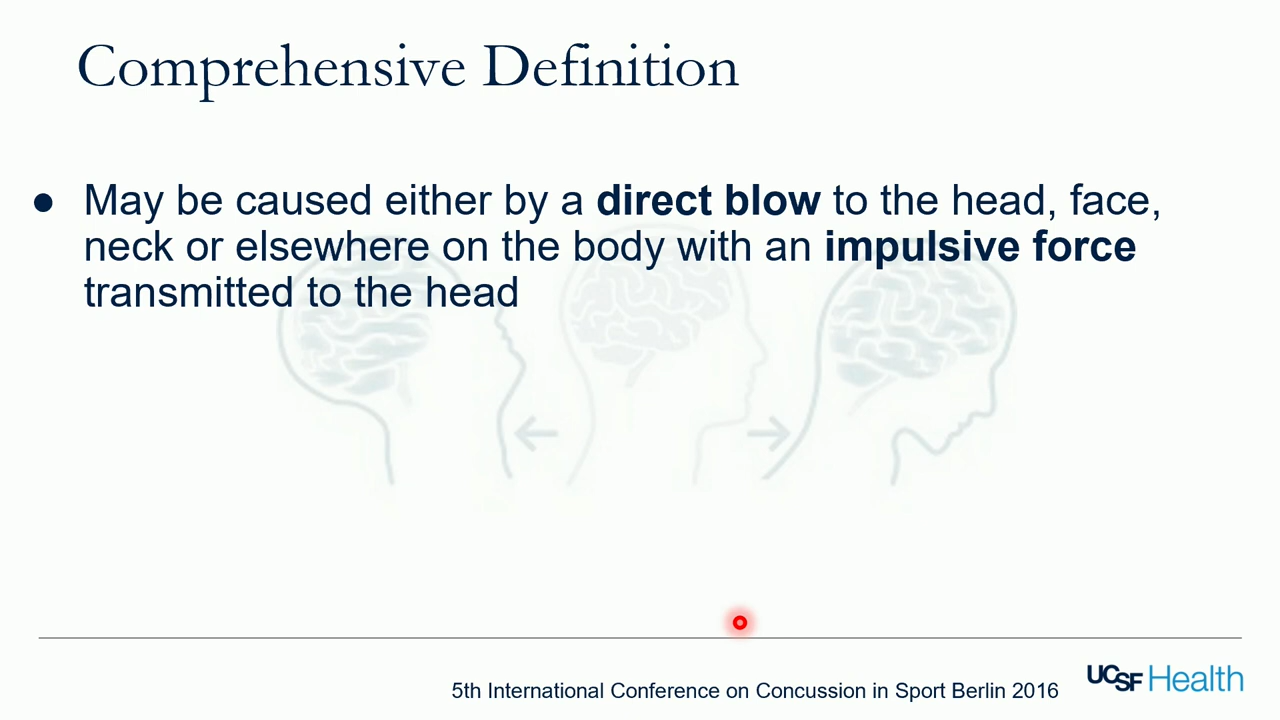 Comprehensive Definition
● May be caused either by a direct blow to the head, face,
neck or elsewhere on the body with an impulsive force
transmitted to the head
5th International Conference on Concussion in Sport Berlin 2016
UCSF Health